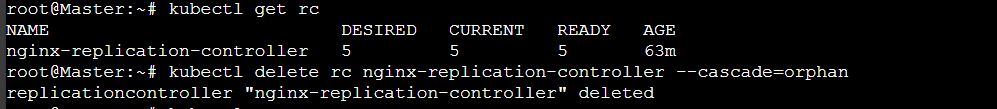 root@Master:~# kubectl get rc
NAME                           DESIRED   CURRENT   READY   AGE
nginx-replication-controller   5         5         5       63m
root@Master:~# kubectl delete rc nginx-replication-controller --cascade=orphan
replicationcontroller "nginx-replication-controller" deleted